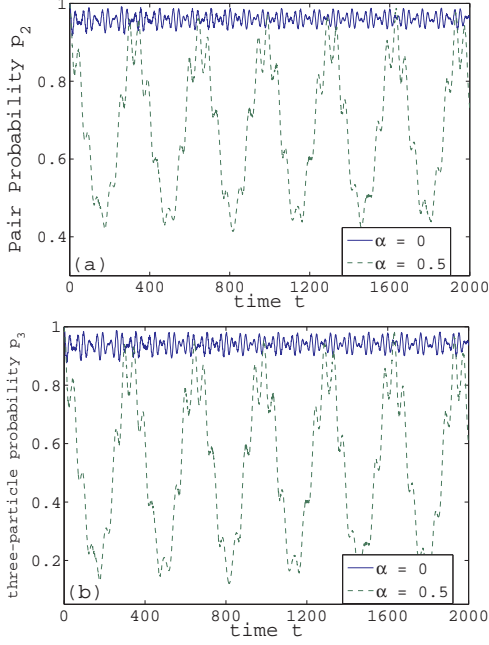 1
0.8
0.6
0.4
Pair Probability p2
(a)
α = 0
α = 0.5
0 400 800 1200 1600 2000
time t
1
0.8
0.6
0.4
0.2
three-particle probability p3
(b)
α = 0
α = 0.5
0 400 800 1200 1600 2000
time t